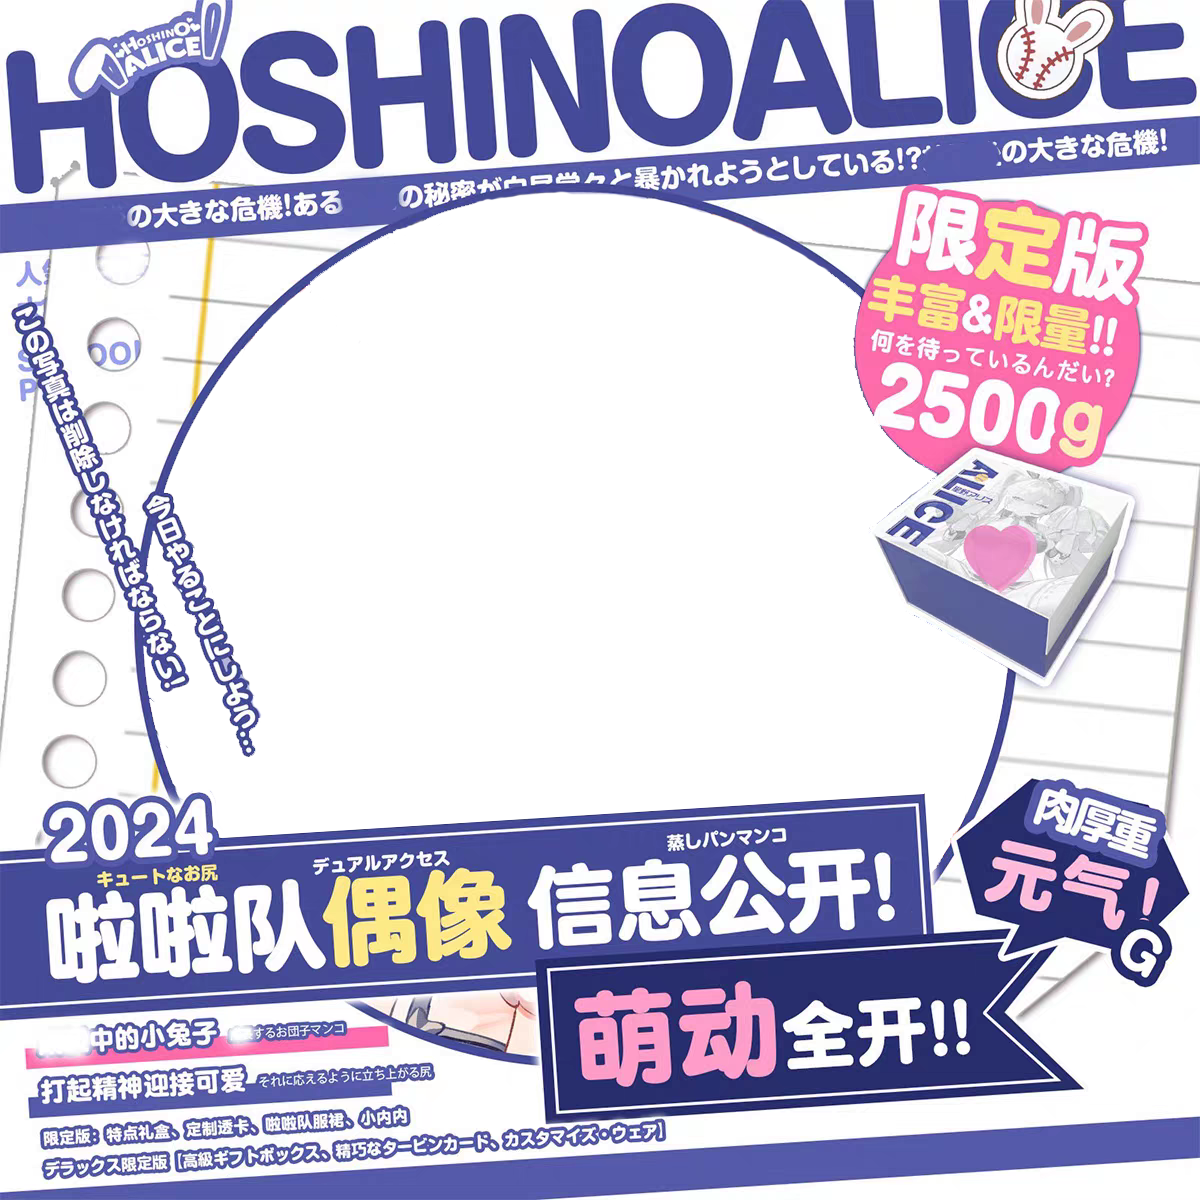 HOSHINOALICE
HOSHINO
ALICE
の大きな危機!ある
の秘密が
と暴かれようとしている!?
の大きな危機!
限定版
丰富&限量!!
何を待っているんだい?
2500g
ALICE
星野アリス
この写真は削除しなければならない!
今日やることにしよう…
2024
キュートなお尻
デュアルアクセス
蒸しパンマンコ
啦啦队偶像 信息公开!
肉厚重
元气!
G
萌动全开!!
中的小兔子
するお団子マンコ
打起精神迎接可爱
それに応えるように立ち上がる尻
限定版:特点礼盒、定制透卡、啦啦队服裙、小内内
デラックス限定版【高級ギフトボックス、精巧なタービンカード、カスタマイズ・ウェア】